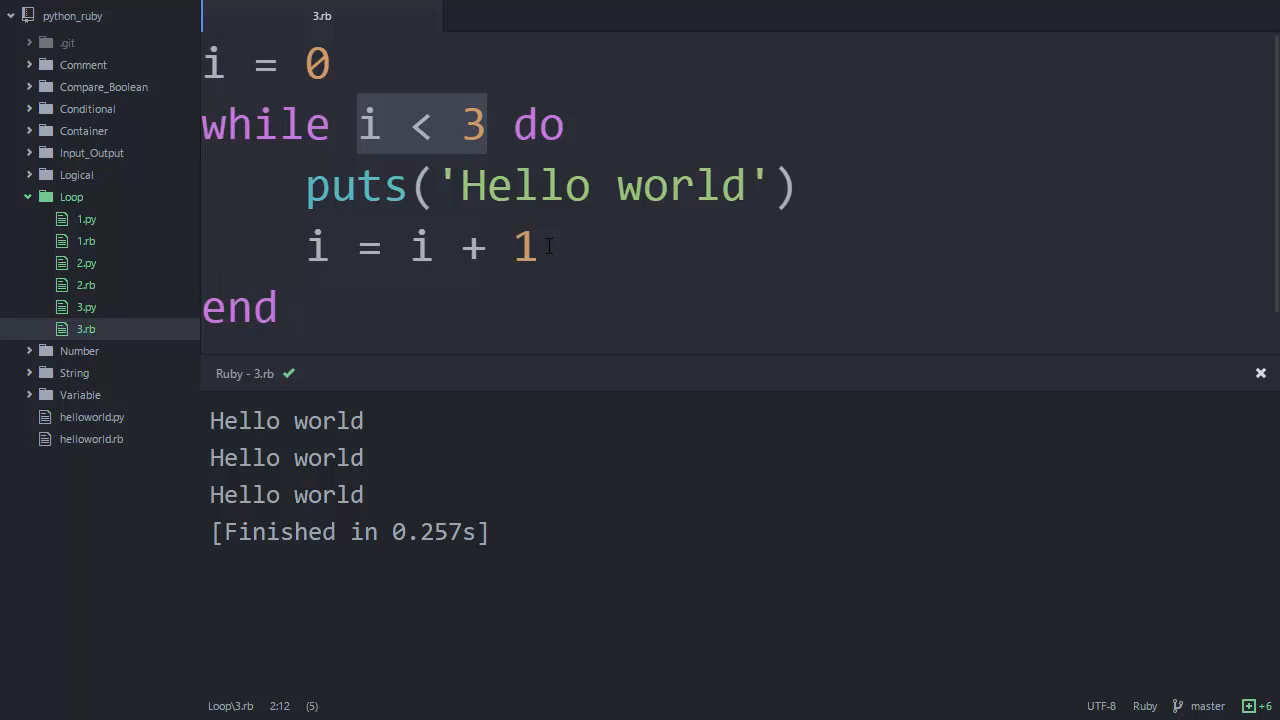 python_ruby
.git
Comment
Compare_Boolean
Conditional
Container
Input_Output
Logical
Loop
1.py
1.rb
2.py
2.rb
3.py
3.rb
Number
String
Variable
helloworld.py
helloworld.rb
3.rb
i = 0
while i < 3 do
puts('Hello world')
i = i + 1
end
Ruby - 3.rb
Hello world
Hello world
Hello world
[Finished in 0.257s]
Loop\3.rb 2:12 (5) UTF-8 Ruby master +6